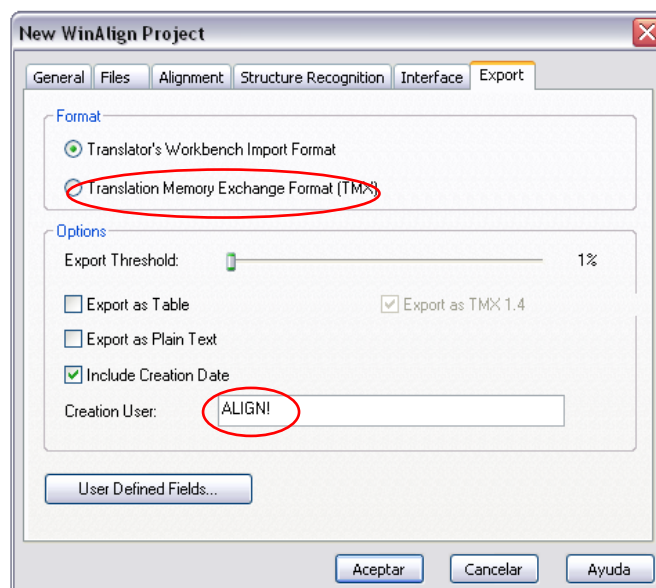 New WinAlign Project
General Files Alignment Structure Recognition Interface Export
Format
Translator's Workbench Import Format
Translation Memory Exchange Format (TMX)
Options
Export Threshold: 1%
Export as Table Export as TMX 1.4
Export as Plain Text
Include Creation Date
Creation User: ALIGN!
User Defined Fields...
Aceptar Cancelar Ayuda